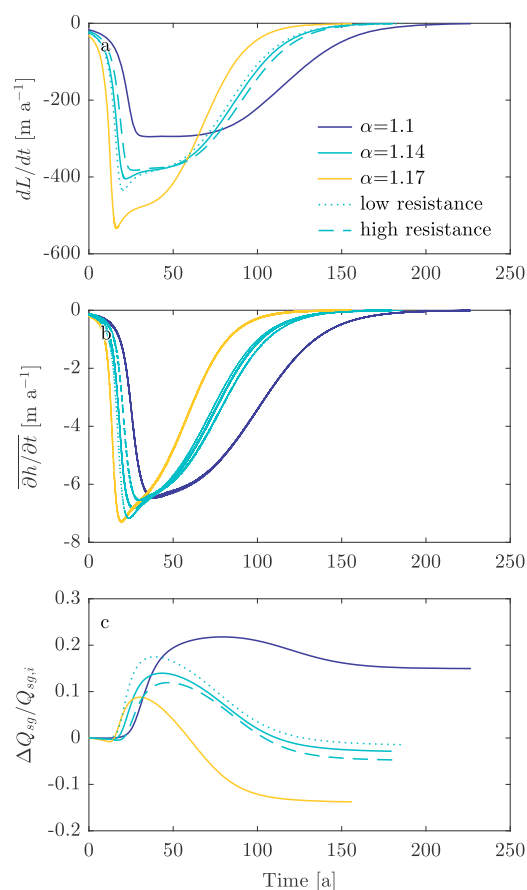 0
a
-200
-400
-600
dL/dt [m a⁻¹]
α=1.1
α=1.14
α=1.17
low resistance
high resistance
0 50 100 150 200 250
0
b
-2
-4
-6
-8
∂h/∂t [m a⁻¹]
0 50 100 150 200 250
0.3
c
0.2
0.1
0
-0.1
-0.2
ΔQsg/Qsg,i
0 50 100 150 200 250
Time [a]